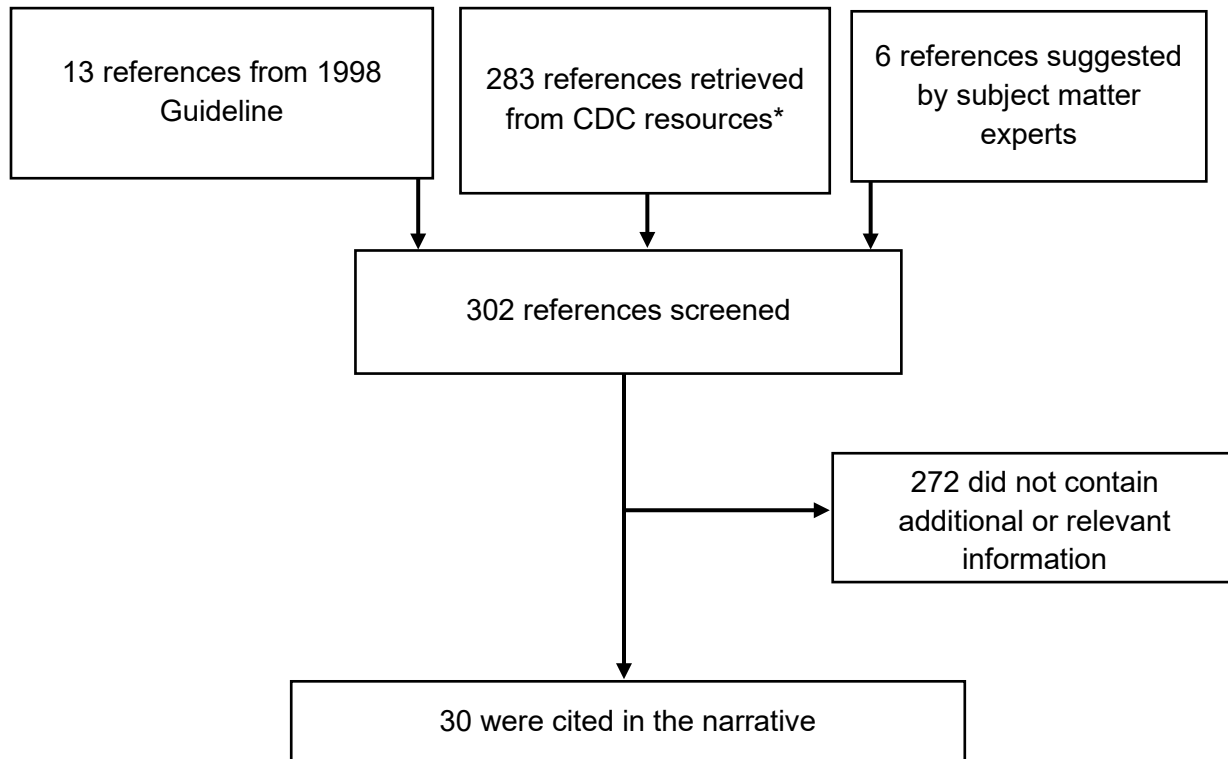 13 references from 1998
Guideline
283 references retrieved
from CDC resources*
6 references suggested
by subject matter
experts
302 references screened
272 did not contain
additional or relevant
information
30 were cited in the narrative